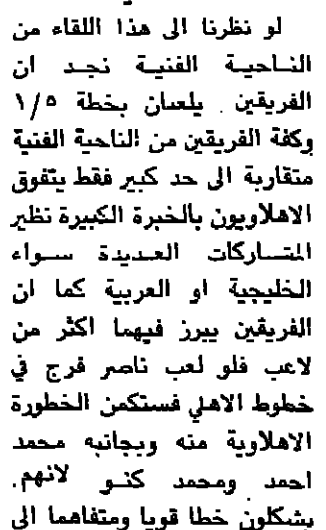 لو نظرنا الى هذا اللقاء من
الناحية الفنية نجد ان
الفريقين يلعبان بخطة ١/٥
وكفة الفريقين من الناحية الفنية
متقاربة الى حد كبير فقط يتفوق
الاهلاويون بالخبرة الكبيرة نظير
المتساركات العديدة سواء
الخليجية او العربية كما ان
الفريقين يبرز فيهما اكثر من
لاعب فلو لعب ناصر فرج في
خطوط الاهلي فستكمن الخطورة
الاهلاوية منه وبجانبه محمد
احمد ومحمد كنو لانهم.
يشكلون خطا قويا ومتفاهما الى